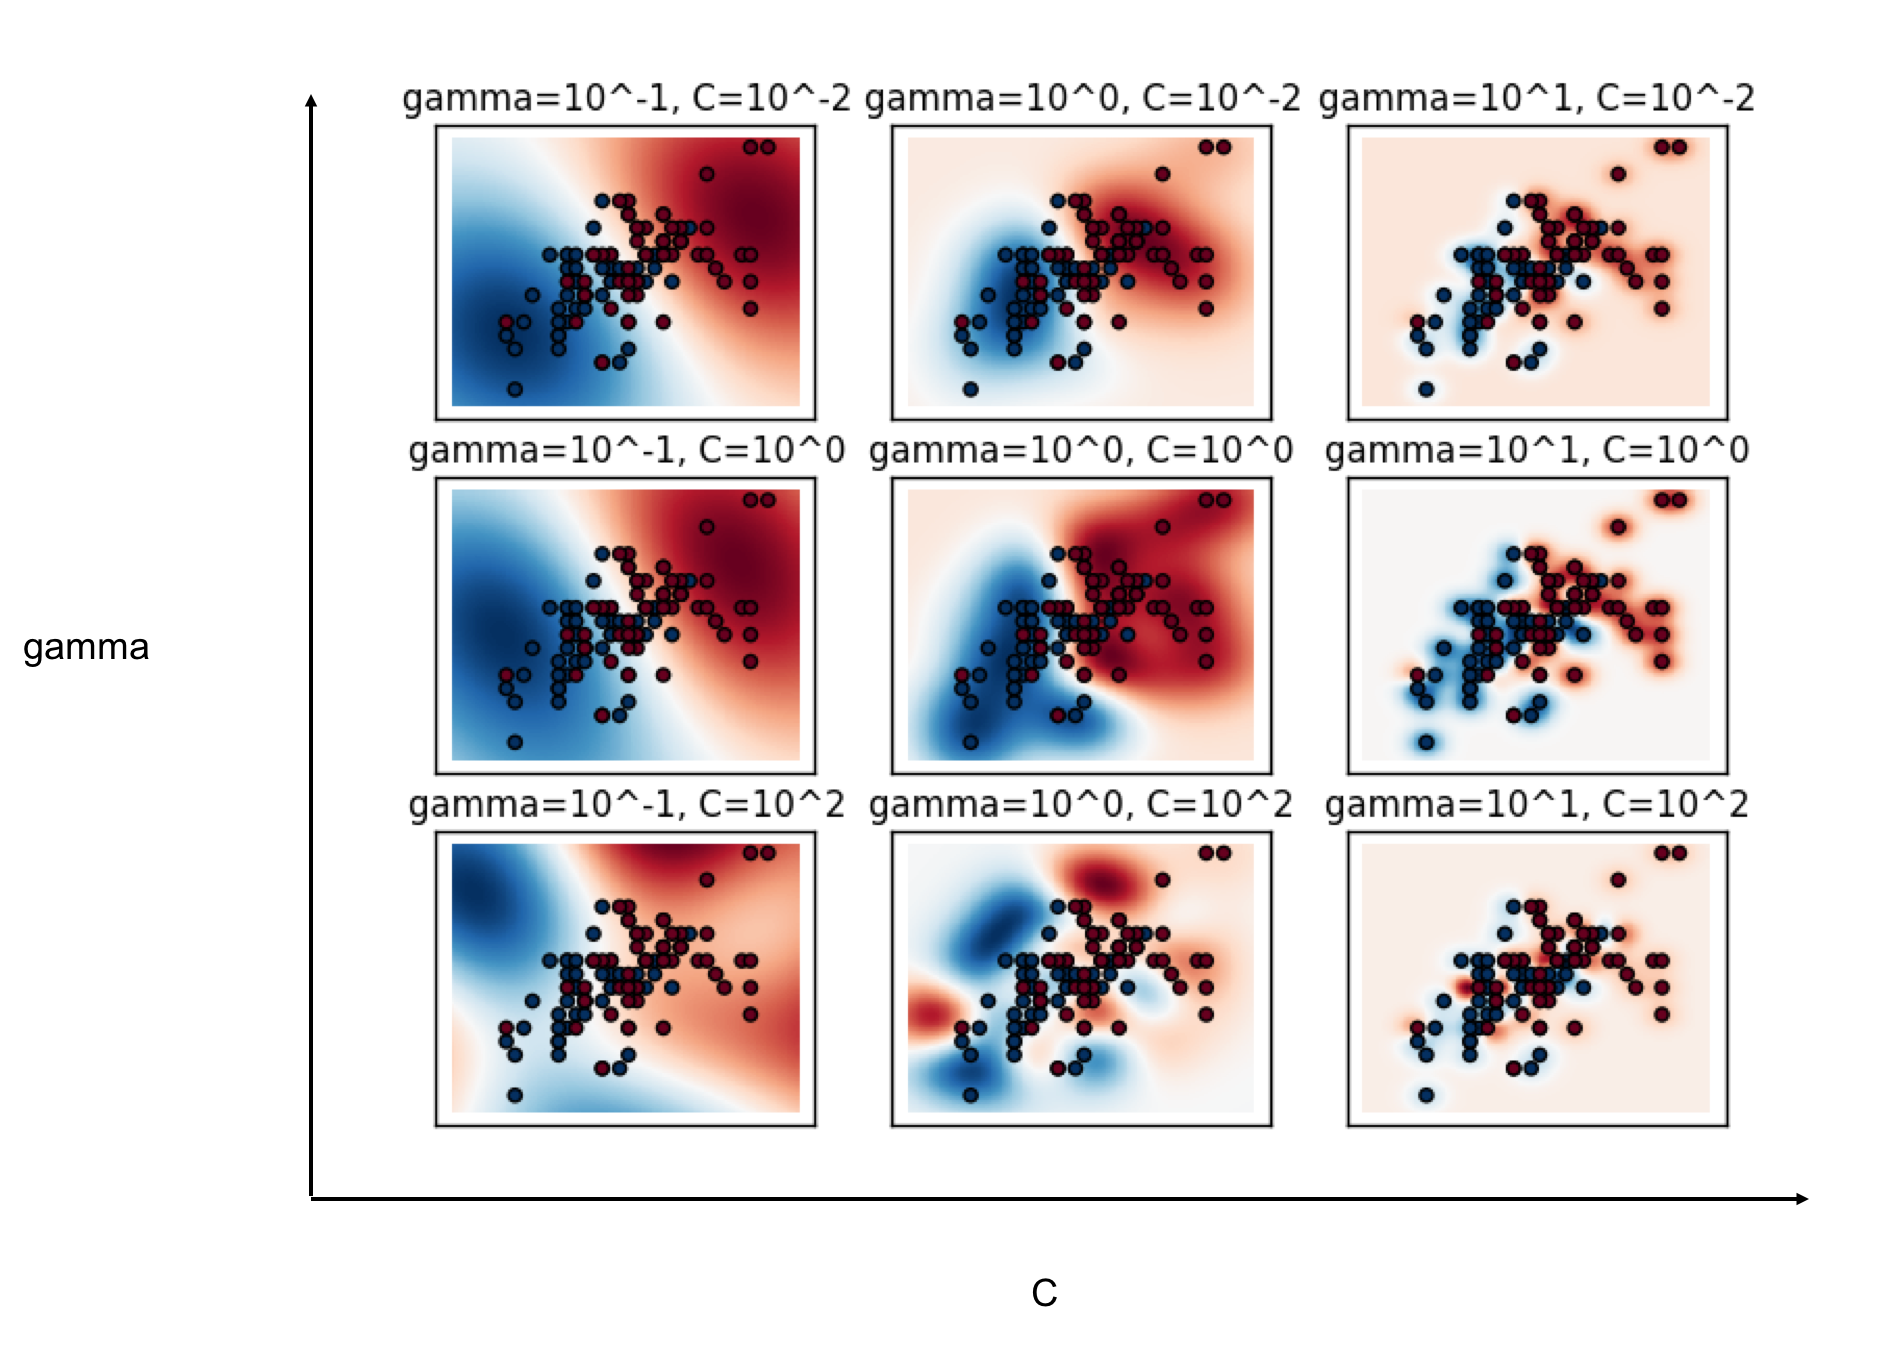 gamma=10^-1, C=10^-2
gamma=10^0, C=10^-2
gamma=10^1, C=10^-2
gamma=10^-1, C=10^0
gamma=10^0, C=10^0
gamma=10^1, C=10^0
gamma
gamma=10^-1, C=10^2
gamma=10^0, C=10^2
gamma=10^1, C=10^2
C